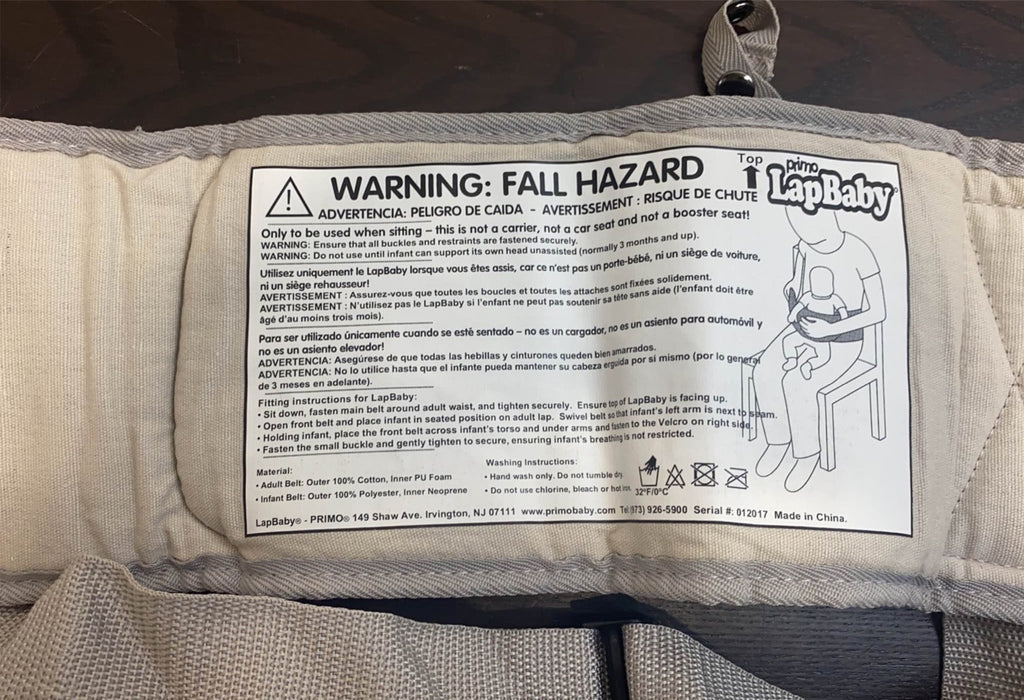 WARNING: FALL HAZARD
Top
primo
LapBaby®
ADVERTENCIA: PELIGRO DE CAIDA - AVERTISSEMENT : RISQUE DE CHUTE
Only to be used when sitting – this is not a carrier, not a car seat and not a booster seat!
WARNING: Ensure that all buckles and restraints are fastened securely.
WARNING: Do not use until infant can support its own head unassisted (normally 3 months and up).
Utilisez uniquement le LapBaby lorsque vous êtes assis, car ce n'est pas un porte-bébé, ni un siège de voiture,
ni un siège rehausseur!
AVERTISSEMENT : Assurez-vous que toutes les boucles et toutes les attaches sont fixées solidement.
AVERTISSEMENT : N'utilisez pas le LapBaby si l'enfant ne peut pas soutenir sa tête sans aide (l'enfant doit être
âgé d'au moins trois mois).
Para ser utilizado únicamente cuando se esté sentado – no es un cargador, no es un asiento para automóvil y
no es un asiento elevador!
ADVERTENCIA: Asegúrese de que todas las hebillas y cinturones queden bien amarrados.
ADVERTENCIA: No lo utilice hasta que el infante pueda mantener su cabeza erguida por si mismo (por lo general
de 3 meses en adelante).
Fitting instructions for LapBaby:
• Sit down, fasten main belt around adult waist, and tighten securely. Ensure top of LapBaby is facing up.
• Open front belt and place infant in seated position on adult lap. Swivel belt so that infant's left arm is next to seam.
• Holding infant, place the front belt across infant's torso and under arms and fasten to the Velcro on right side.
• Fasten the small buckle and gently tighten to secure, ensuring infant's breathing is not restricted.
Material:
• Adult Belt: Outer 100% Cotton, Inner PU Foam
• Infant Belt: Outer 100% Polyester, Inner Neoprene
Washing Instructions:
• Hand wash only. Do not tumble dry.
• Do not use chlorine, bleach or hot iron.
32°F/0°C
LapBaby® - PRIMO® 149 Shaw Ave. Irvington, NJ 07111 www.primobaby.com Tel (973) 926-5900 Serial #: 012017 Made in China.